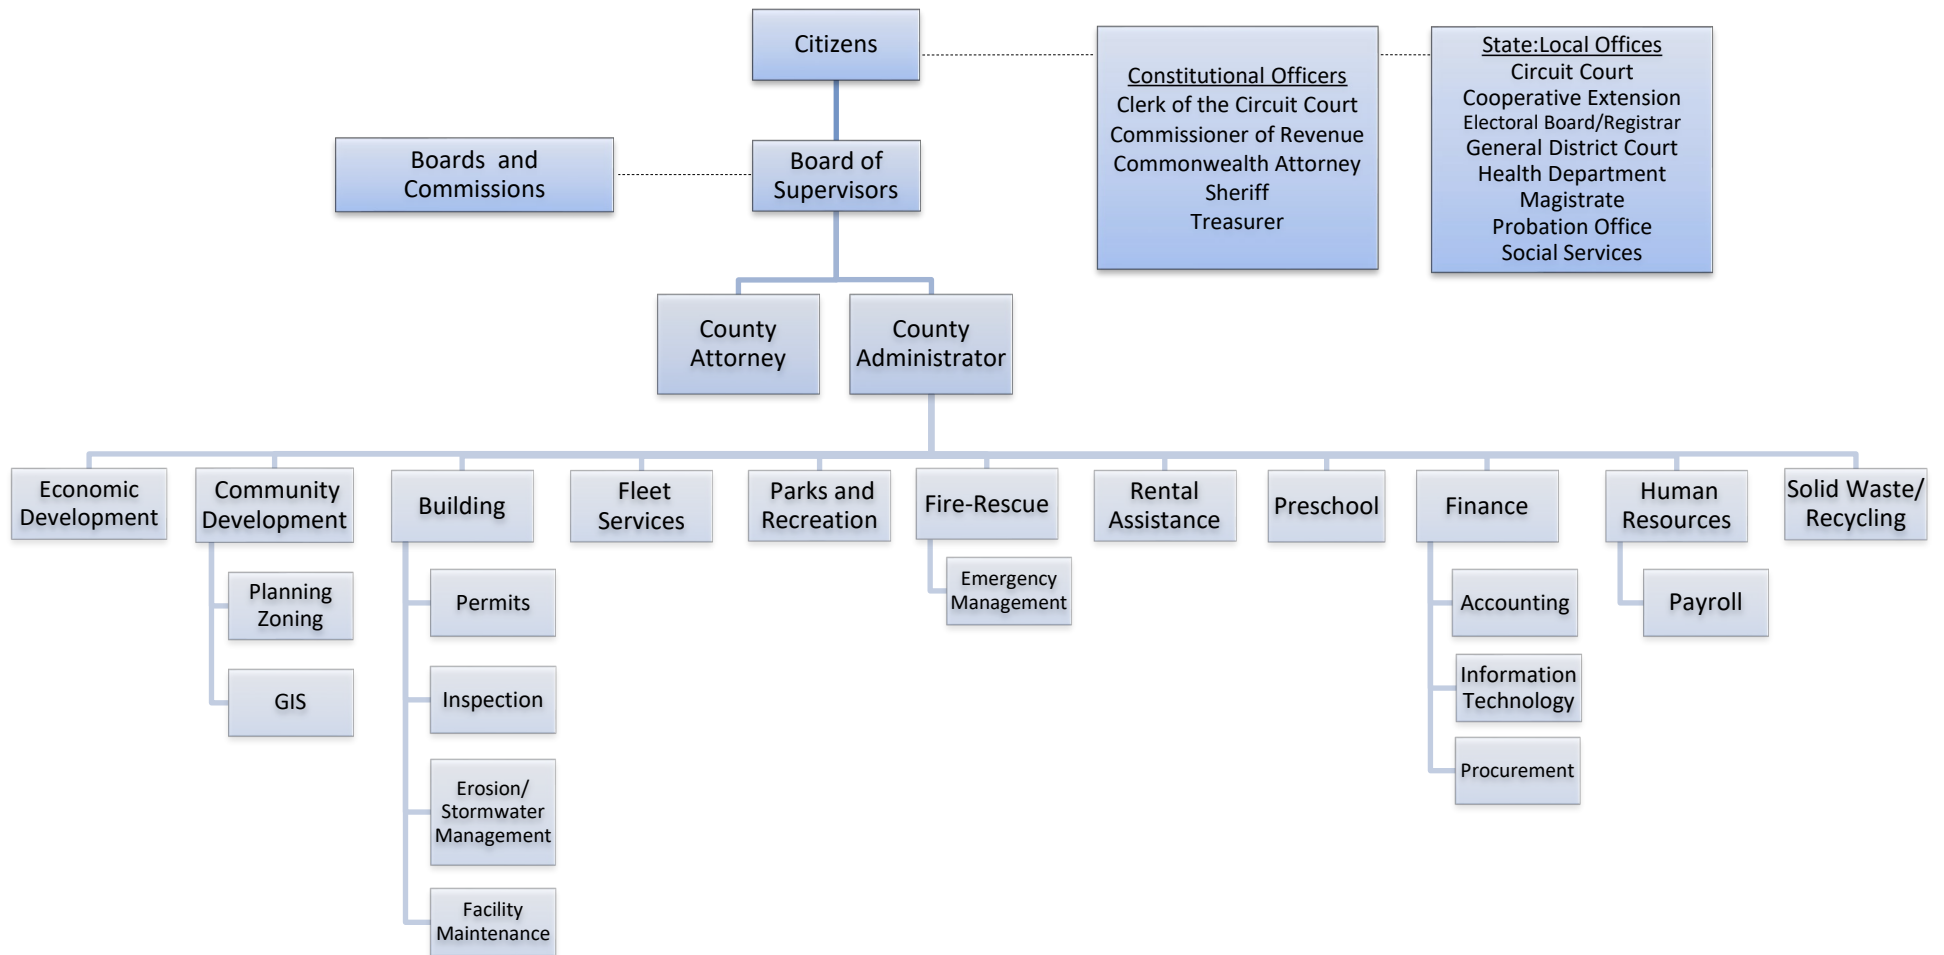 Citizens
Constitutional Officers
Clerk of the Circuit Court
Commissioner of Revenue
Commonwealth Attorney
Sheriff
Treasurer
State:Local Offices
Circuit Court
Cooperative Extension
Electoral Board/Registrar
General District Court
Health Department
Magistrate
Probation Office
Social Services
Boards and
Commissions
Board of
Supervisors
County
Attorney
County
Administrator
Economic
Development
Community
Development
Building
Fleet
Services
Parks and
Recreation
Fire-Rescue
Rental
Assistance
Preschool
Finance
Human
Resources
Solid Waste/
Recycling
Planning
Zoning
GIS
Permits
Inspection
Erosion/
Stormwater
Management
Facility
Maintenance
Emergency
Management
Accounting
Information
Technology
Procurement
Payroll